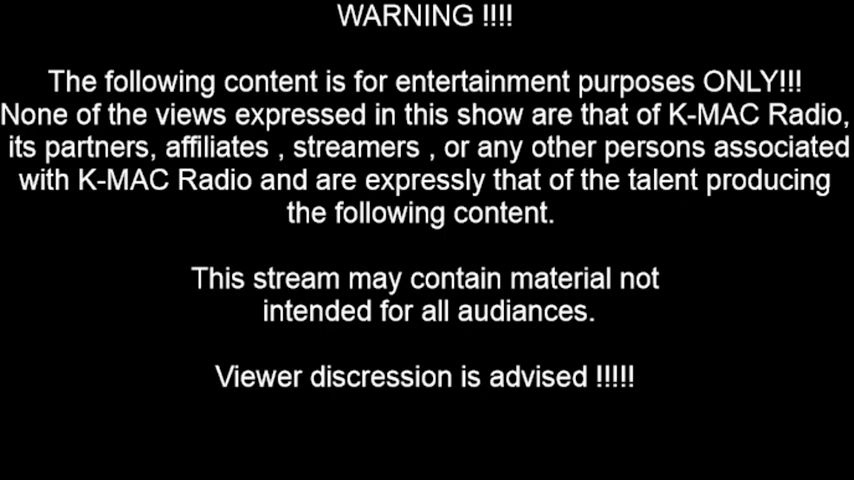 WARNING !!!!
The following content is for entertainment purposes ONLY!!!
None of the views expressed in this show are that of K-MAC Radio,
its partners, affiliates , streamers , or any other persons associated
with K-MAC Radio and are expressly that of the talent producing
the following content.
This stream may contain material not
intended for all audiances.
Viewer discression is advised !!!!!